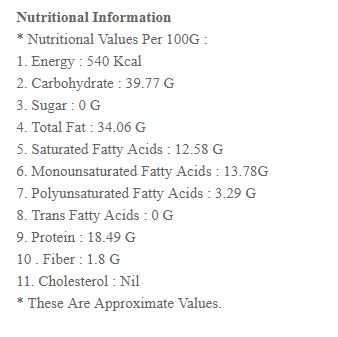 Nutritional Information
* Nutritional Values Per 100G :
1. Energy : 540 Kcal
2. Carbohydrate : 39.77 G
3. Sugar : 0 G
4. Total Fat : 34.06 G
5. Saturated Fatty Acids : 12.58 G
6. Monounsaturated Fatty Acids : 13.78G
7. Polyunsaturated Fatty Acids : 3.29 G
8. Trans Fatty Acids : 0 G
9. Protein : 18.49 G
10 . Fiber : 1.8 G
11. Cholesterol : Nil
* These Are Approximate Values.